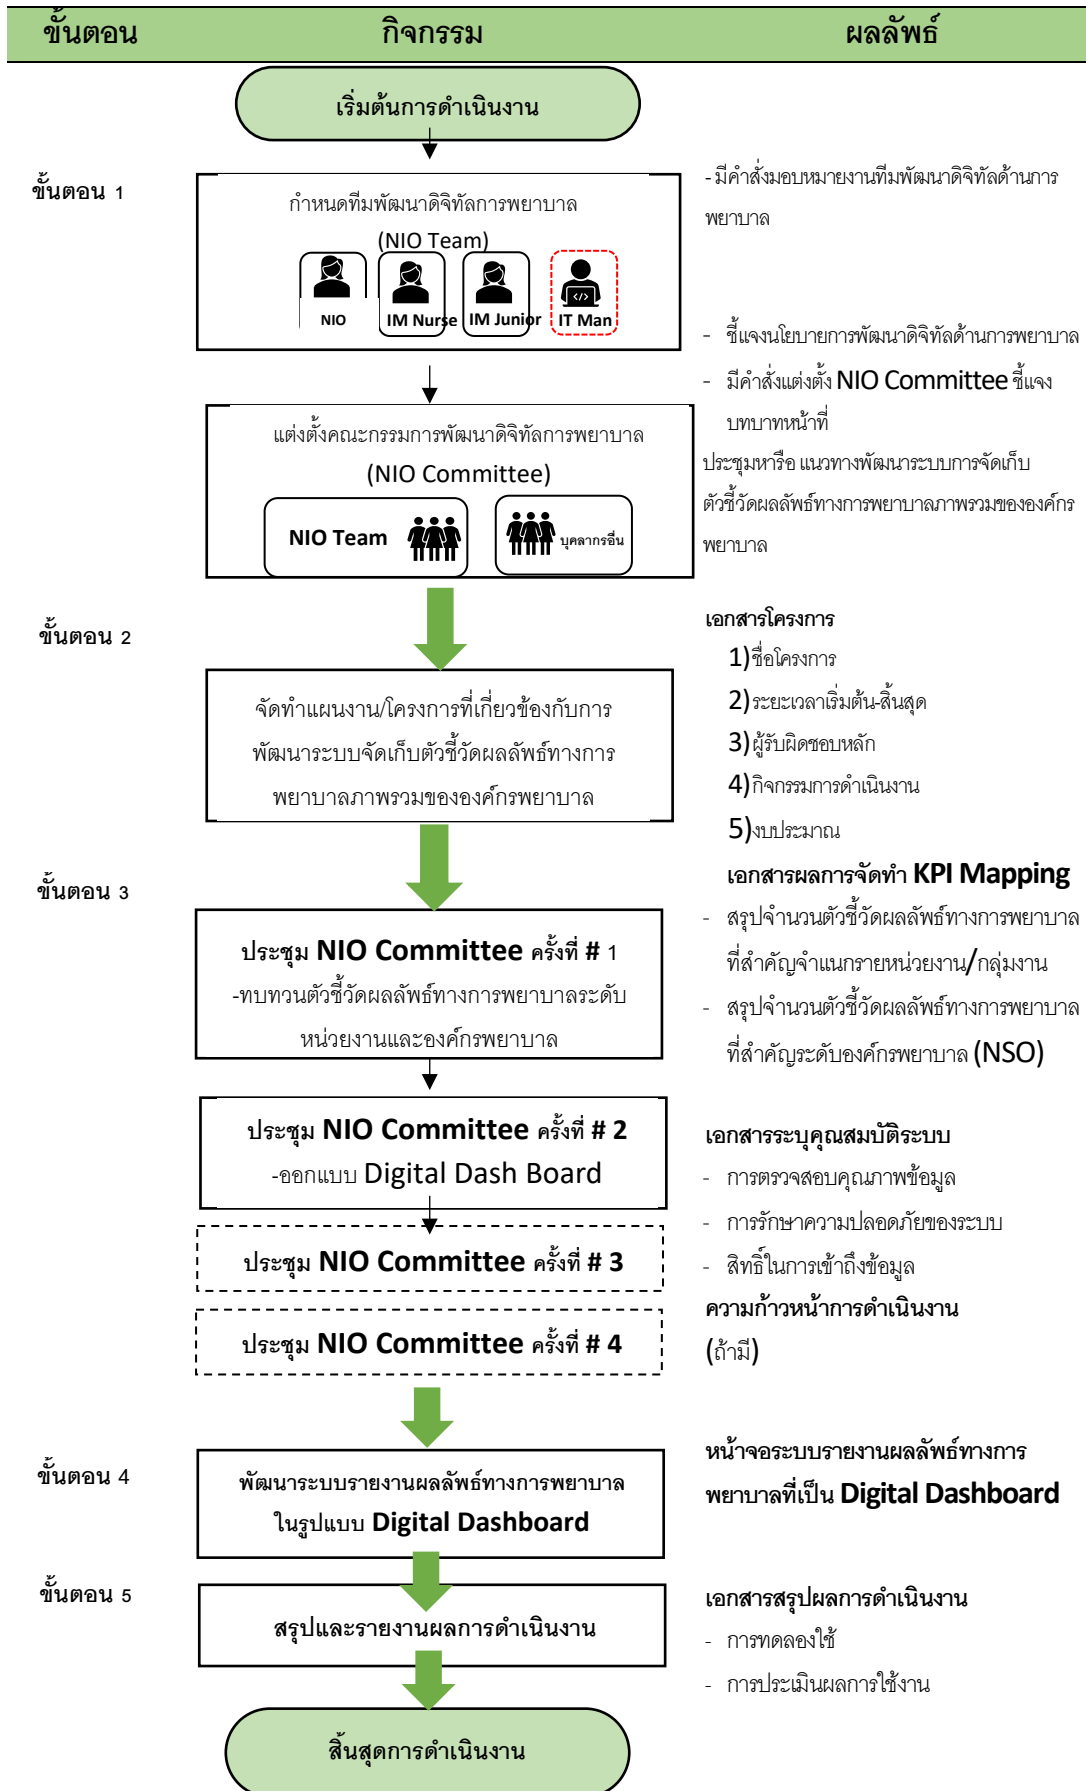 ขั้นตอน กิจกรรม ผลลัพธ์
เริ่มต้นการดำเนินงาน
ขั้นตอน 1
กำหนดทีมพัฒนาดิจิทัลการพยาบาล
(NIO Team)
NIO IM Nurse IM Junior IT Man
- มีคำสั่งมอบหมายงานทีมพัฒนาดิจิทัลด้านการ
พยาบาล
- ชี้แจงนโยบายการพัฒนาดิจิทัลด้านการพยาบาล
- มีคำสั่งแต่งตั้ง NIO Committee ชี้แจง
บทบาทหน้าที่
ประชุมหารือ แนวทางพัฒนาระบบการจัดเก็บ
ตัวชี้วัดผลลัพธ์ทางการพยาบาลภาพรวมขององค์กร
พยาบาล
แต่งตั้งคณะกรรมการพัฒนาดิจิทัลการพยาบาล
(NIO Committee)
NIO Team บุคลากรอื่น
ขั้นตอน 2
จัดทำแผนงาน/โครงการที่เกี่ยวข้องกับการ
พัฒนาระบบจัดเก็บตัวชี้วัดผลลัพธ์ทางการ
พยาบาลภาพรวมขององค์กรพยาบาล
เอกสารโครงการ
1)ชื่อโครงการ
2)ระยะเวลาเริ่มต้น-สิ้นสุด
3)ผู้รับผิดชอบหลัก
4)กิจกรรมการดำเนินงาน
5)งบประมาณ
ขั้นตอน 3
ประชุม NIO Committee ครั้งที่ # 1
-ทบทวนตัวชี้วัดผลลัพธ์ทางการพยาบาลระดับ
หน่วยงานและองค์กรพยาบาล
เอกสารผลการจัดทำ KPI Mapping
- สรุปจำนวนตัวชี้วัดผลลัพธ์ทางการพยาบาล
ที่สำคัญจำแนกรายหน่วยงาน/กลุ่มงาน
- สรุปจำนวนตัวชี้วัดผลลัพธ์ทางการพยาบาล
ที่สำคัญระดับองค์กรพยาบาล (NSO)
ประชุม NIO Committee ครั้งที่ # 2
-ออกแบบ Digital Dash Board
ประชุม NIO Committee ครั้งที่ # 3
ประชุม NIO Committee ครั้งที่ # 4
เอกสารระบุคุณสมบัติระบบ
- การตรวจสอบคุณภาพข้อมูล
- การรักษาความปลอดภัยของระบบ
- สิทธิ์ในการเข้าถึงข้อมูล
ความก้าวหน้าการดำเนินงาน
(ถ้ามี)
ขั้นตอน 4
พัฒนาระบบรายงานผลลัพธ์ทางการพยาบาล
ในรูปแบบ Digital Dashboard
หน้าจอระบบรายงานผลลัพธ์ทางการ
พยาบาลที่เป็น Digital Dashboard
ขั้นตอน 5
สรุปและรายงานผลการดำเนินงาน
เอกสารสรุปผลการดำเนินงาน
- การทดลองใช้
- การประเมินผลการใช้งาน
สิ้นสุดการดำเนินงาน